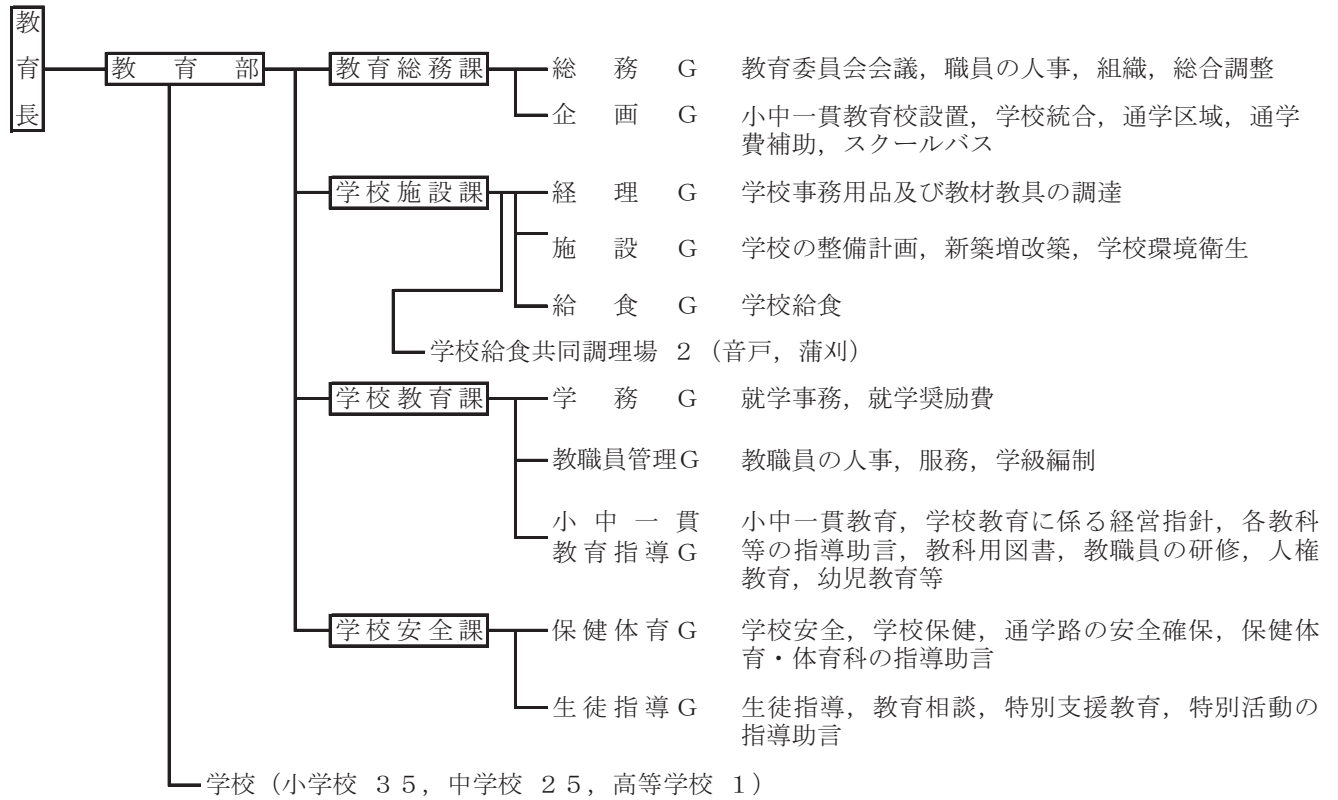 教育長
教育部
教育総務課
総務G 教育委員会会議，職員の人事，組織，総合調整
企画G 小中一貫教育校設置，学校統合，通学区域，通学
費補助，スクールバス
学校施設課
経理G 学校事務用品及び教材教具の調達
施設G 学校の整備計画，新築増改築，学校環境衛生
給食G 学校給食
学校給食共同調理場 2（音戸，蒲刈）
学校教育課
学務G 就学事務，就学奨励費
教職員管理G 教職員の人事，服務，学級編制
小中一貫 小中一貫教育，学校教育に係る経営指針，各教科
教育指導G 等の指導助言，教科用図書，教職員の研修，人権
教育，幼児教育等
学校安全課
保健体育G 学校安全，学校保健，通学路の安全確保，保健体
育・体育科の指導助言
生徒指導G 生徒指導，教育相談，特別支援教育，特別活動の
指導助言
学校（小学校 35，中学校 25，高等学校 1）